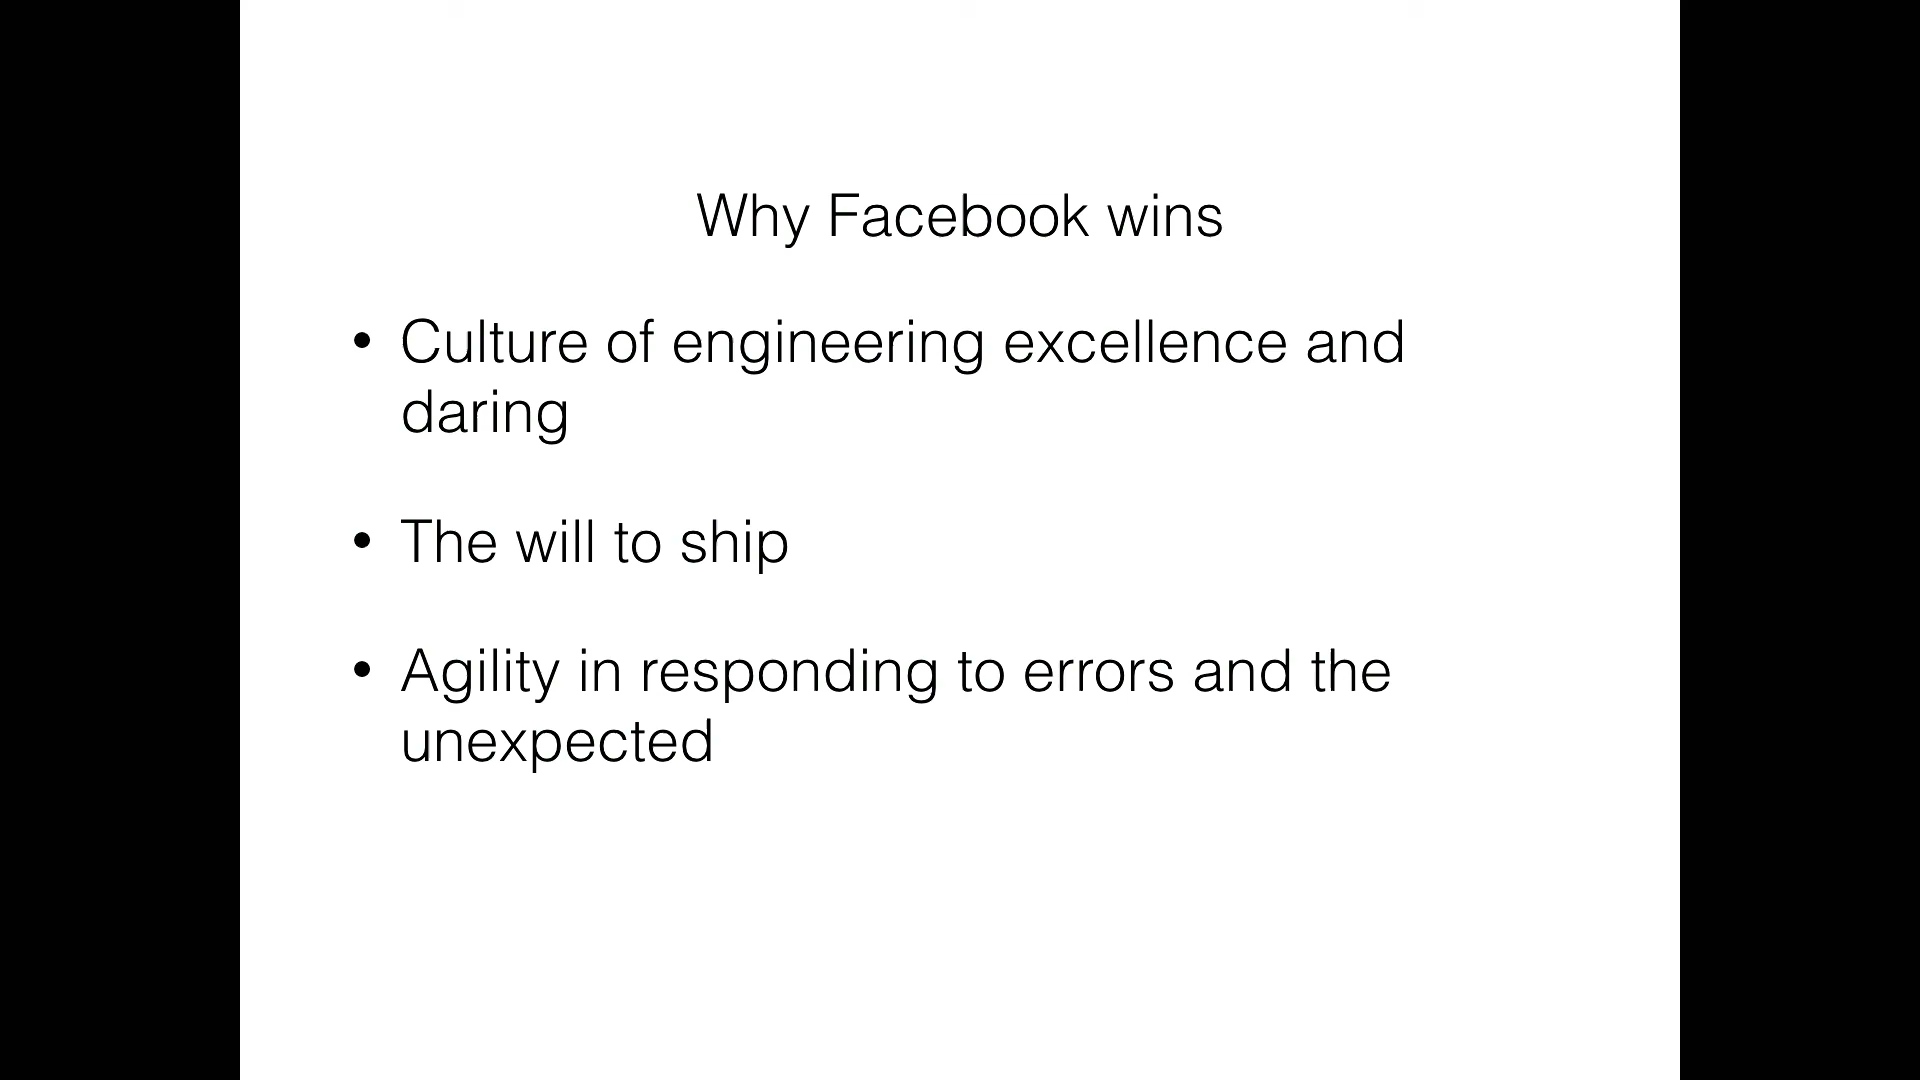 Why Facebook wins
• Culture of engineering excellence and
daring
• The will to ship
• Agility in responding to errors and the
unexpected